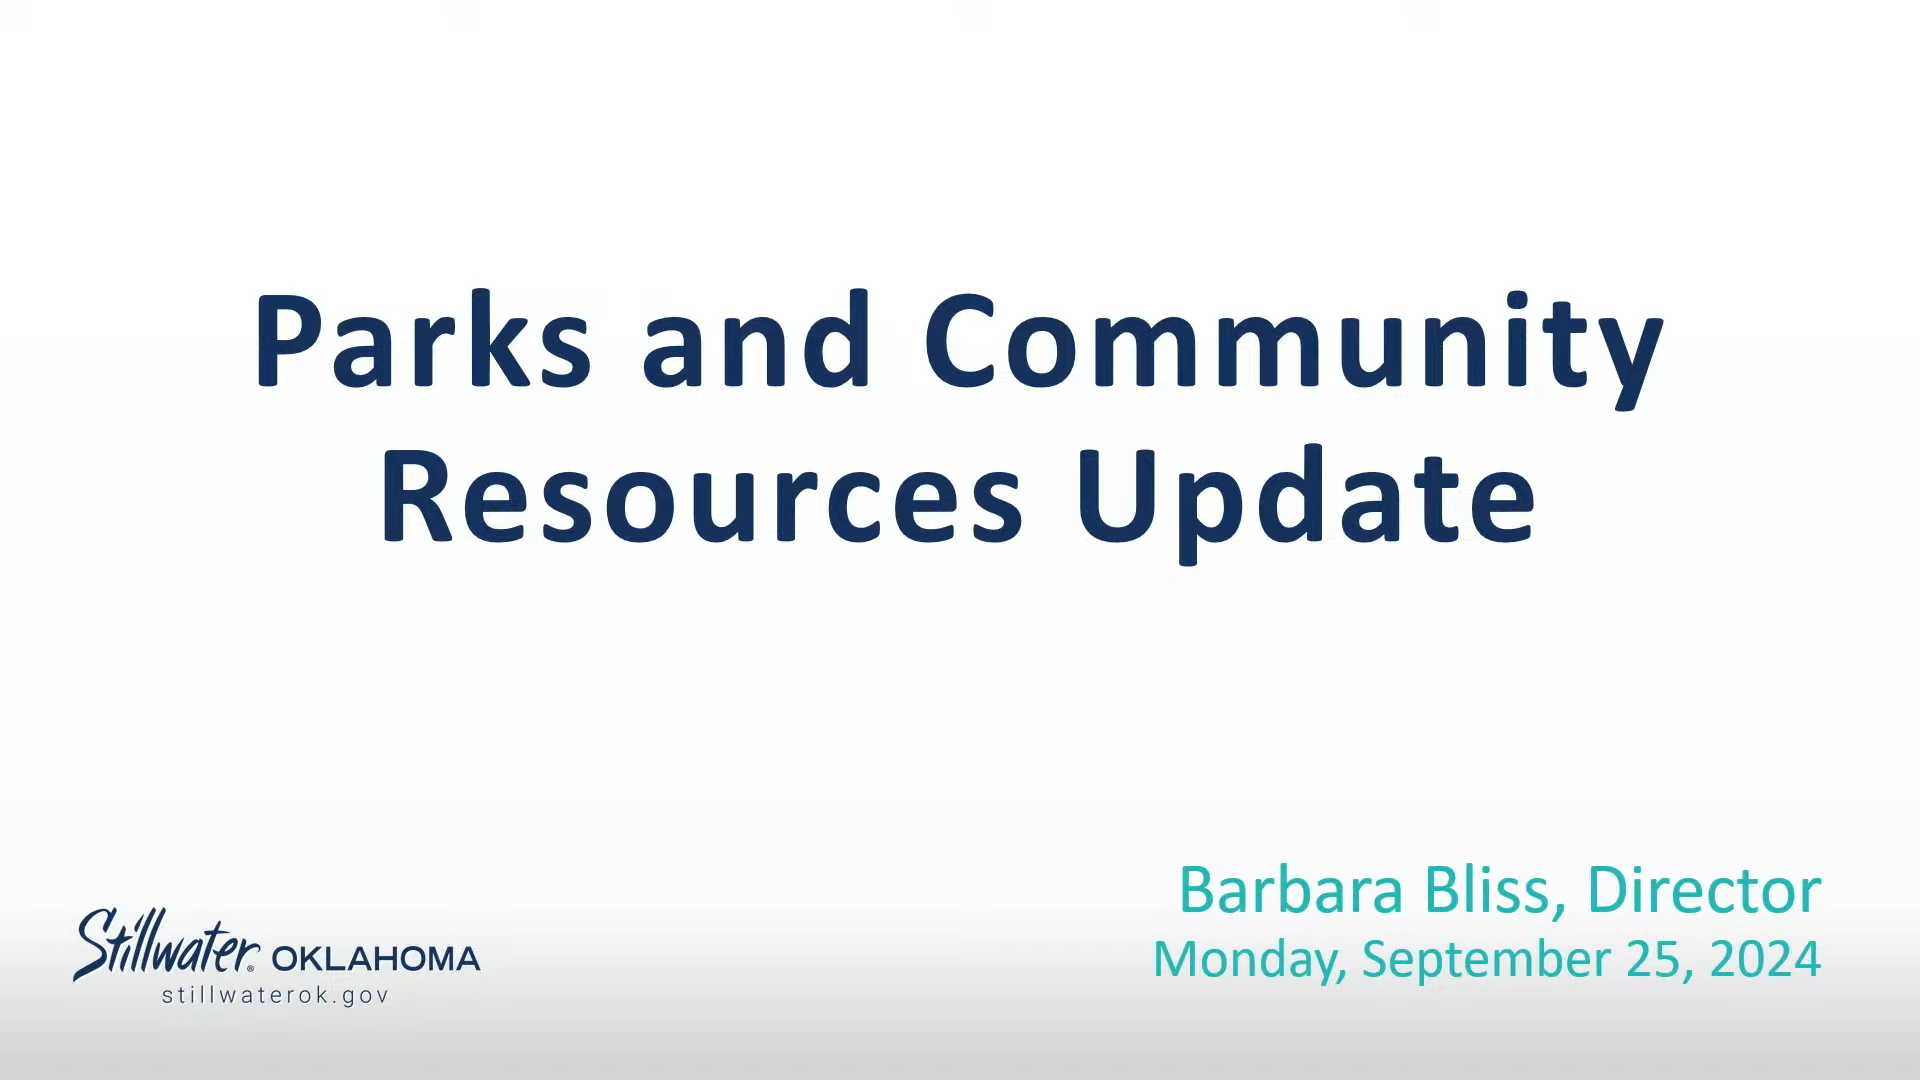 Parks and Community
Resources Update
Barbara Bliss, Director
Monday, September 25, 2024
Stillwater® OKLAHOMA
stillwaterok.gov